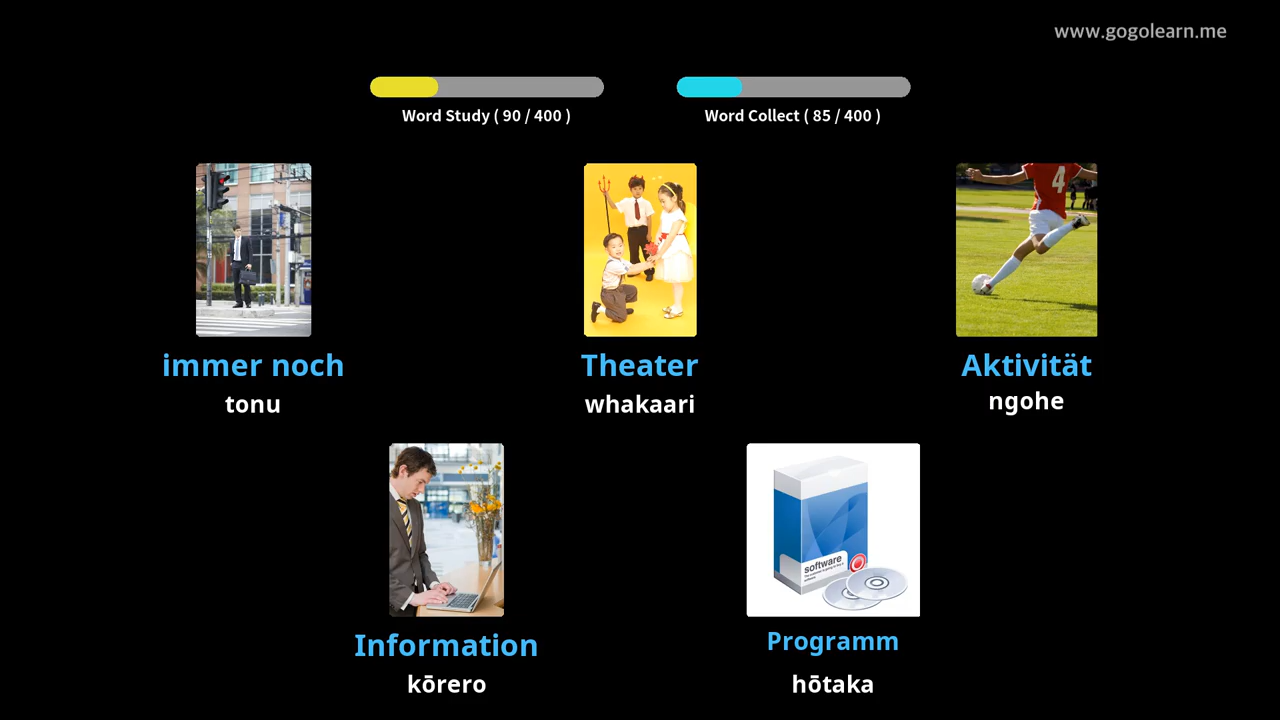 www.gogolearn.me
Word Study ( 90 / 400 )
Word Collect ( 85 / 400 )
immer noch
tonu
Theater
whakaari
Aktivität
ngohe
4
Information
kōrero
software
Programm
hōtaka